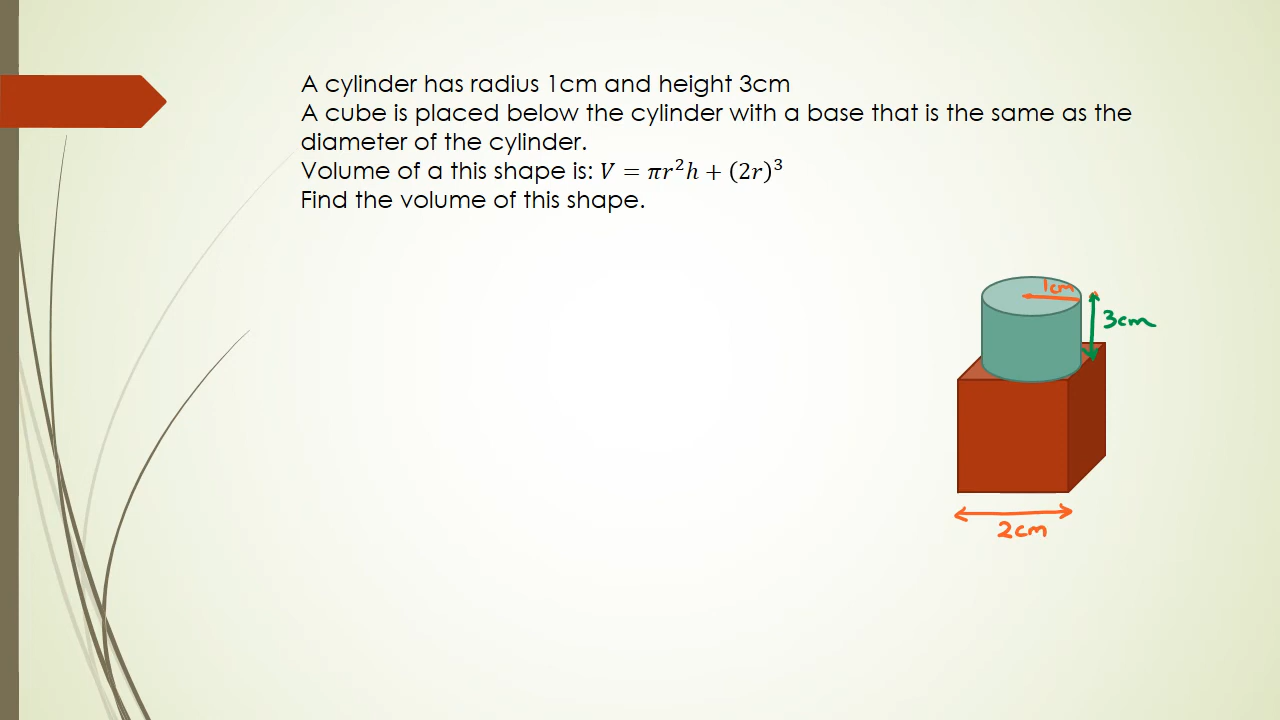 A cylinder has radius 1cm and height 3cm
A cube is placed below the cylinder with a base that is the same as the
diameter of the cylinder.
Volume of a this shape is: 𝑉 = 𝜋𝑟²ℎ + (2𝑟)³
Find the volume of this shape.
1cm
3cm
2cm